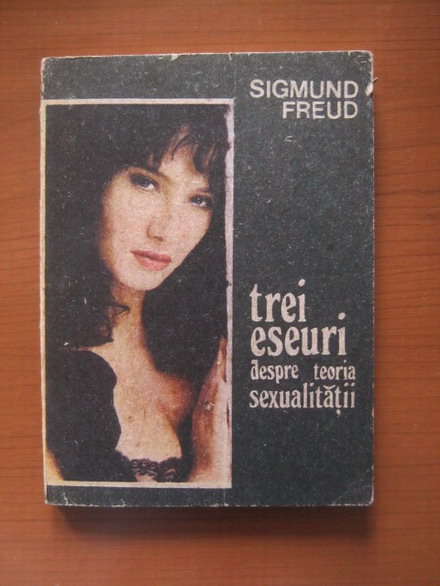 SIGMUND
FREUD
trei
eseuri
despre teoria
sexualității